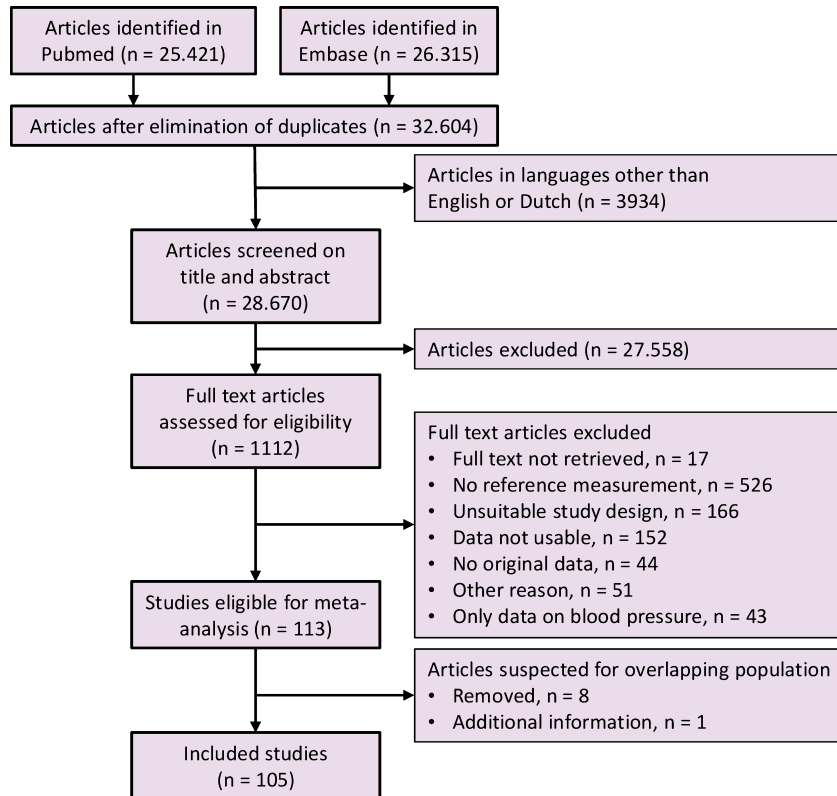 Articles identified in
Pubmed (n = 25.421)
Articles identified in
Embase (n = 26.315)
Articles after elimination of duplicates (n = 32.604)
Articles in languages other than
English or Dutch (n = 3934)
Articles screened on
title and abstract
(n = 28.670)
Articles excluded (n = 27.558)
Full text articles
assessed for eligibility
(n = 1112)
Full text articles excluded
• Full text not retrieved, n = 17
• No reference measurement, n = 526
• Unsuitable study design, n = 166
• Data not usable, n = 152
• No original data, n = 44
• Other reason, n = 51
• Only data on blood pressure, n = 43
Studies eligible for meta-
analysis (n = 113)
Articles suspected for overlapping population
• Removed, n = 8
• Additional information, n = 1
Included studies
(n = 105)